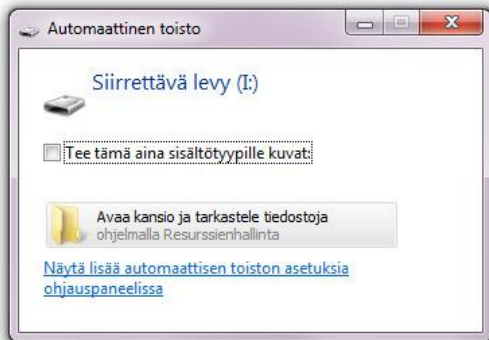 Automaattinen toisto
Siirrettävä levy (I:)
Tee tämä aina sisältötyypille kuvat:
Avaa kansio ja tarkastele tiedostoja
ohjelmalla Resurssienhallinta
Näytä lisää automaattisen toiston asetuksia
ohjauspaneelissa